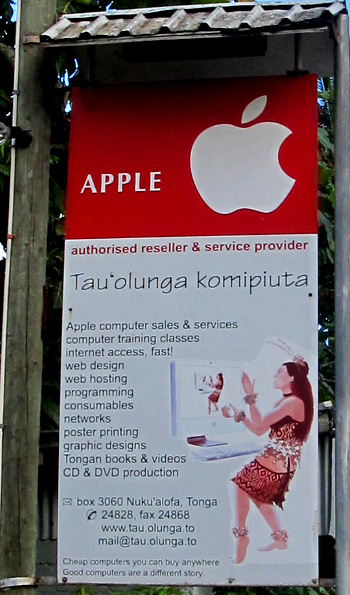 APPLE
authorised reseller & service provider
Tau'olunga komipiuta
Apple computer sales & services
computer training classes
internet access, fast!
web design
web hosting
programming
consumables
networks
poster printing
graphic designs
Tongan books & videos
CD & DVD production
✉ box 3060 Nuku'alofa, Tonga
✆ 24828, fax 24868
www.tau.olunga.to
mail@tau.olunga.to
Cheap computers you can buy anywhere
Good computers are a different story.